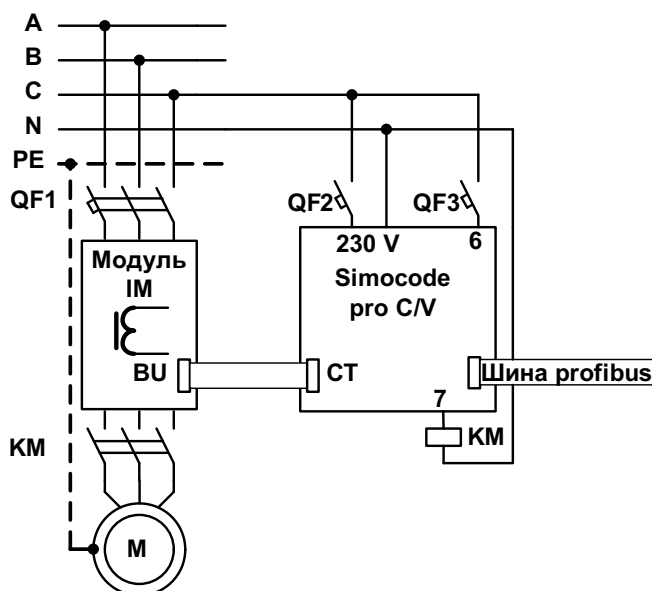 A
B
C
N
PE
QF1
QF2
QF3
230 V
6
Модуль
IM
Simocode
pro C/V
BU
CT
Шина profibus
7
KM
KM
M